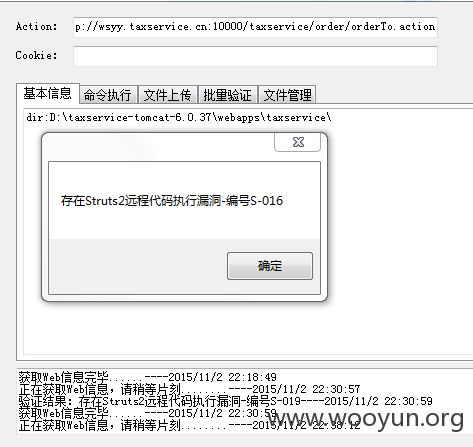 Action: p://wsyy.taxservice.cn:10000/taxservice/order/orderTo.action
Cookie:
基本信息 命令执行 文件上传 批量验证 文件管理
dir:D:\taxservice-tomcat-6.0.37\webapps\taxservice\
存在Struts2远程代码执行漏洞-编号S-016
确定
获取Web信息完毕......----2015/11/2 22:18:49
正在获取Web信息，请稍等片刻........----2015/11/2 22:30:57
验证结果：存在Struts2远程代码执行漏洞-编号S-019----2015/11/2 22:30:59
获取Web信息完毕......----2015/11/2 22:30:59
正在获取Web信息，请稍等片刻........----2015/11/2 22:38:12
www.wooyun.org